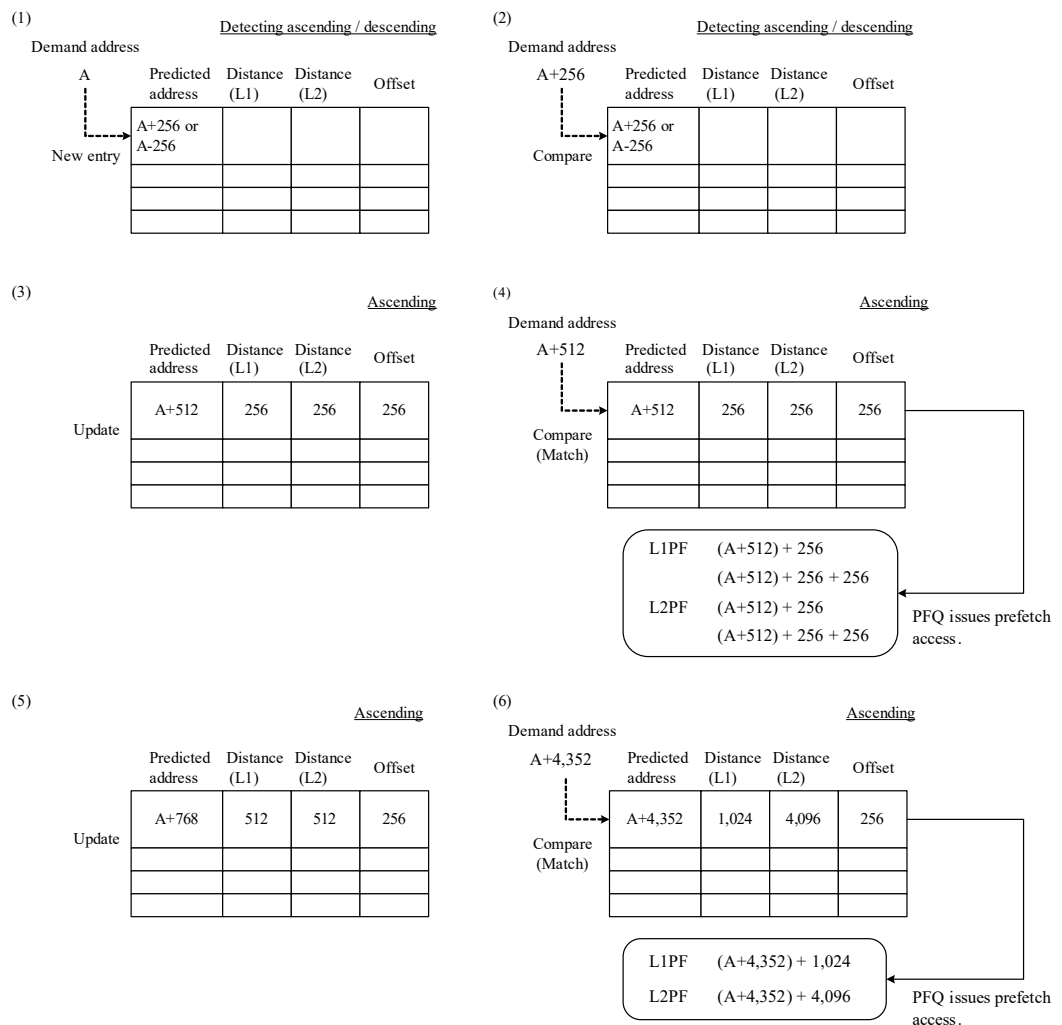 (1)
Detecting ascending / descending
Demand address
A
Predicted address
Distance (L1)
Distance (L2)
Offset
A+256 or A-256
New entry
(2)
Detecting ascending / descending
Demand address
A+256
Predicted address
Distance (L1)
Distance (L2)
Offset
A+256 or A-256
Compare
(3)
Ascending
Predicted address
Distance (L1)
Distance (L2)
Offset
Update
A+512 256 256 256
(4)
Ascending
Demand address
A+512
Predicted address
Distance (L1)
Distance (L2)
Offset
A+512 256 256 256
Compare (Match)
L1PF (A+512) + 256
(A+512) + 256 + 256
L2PF (A+512) + 256
(A+512) + 256 + 256
PFQ issues prefetch access.
(5)
Ascending
Predicted address
Distance (L1)
Distance (L2)
Offset
Update
A+768 512 512 256
(6)
Ascending
Demand address
A+4,352
Predicted address
Distance (L1)
Distance (L2)
Offset
A+4,352 1,024 4,096 256
Compare (Match)
L1PF (A+4,352) + 1,024
L2PF (A+4,352) + 4,096
PFQ issues prefetch access.